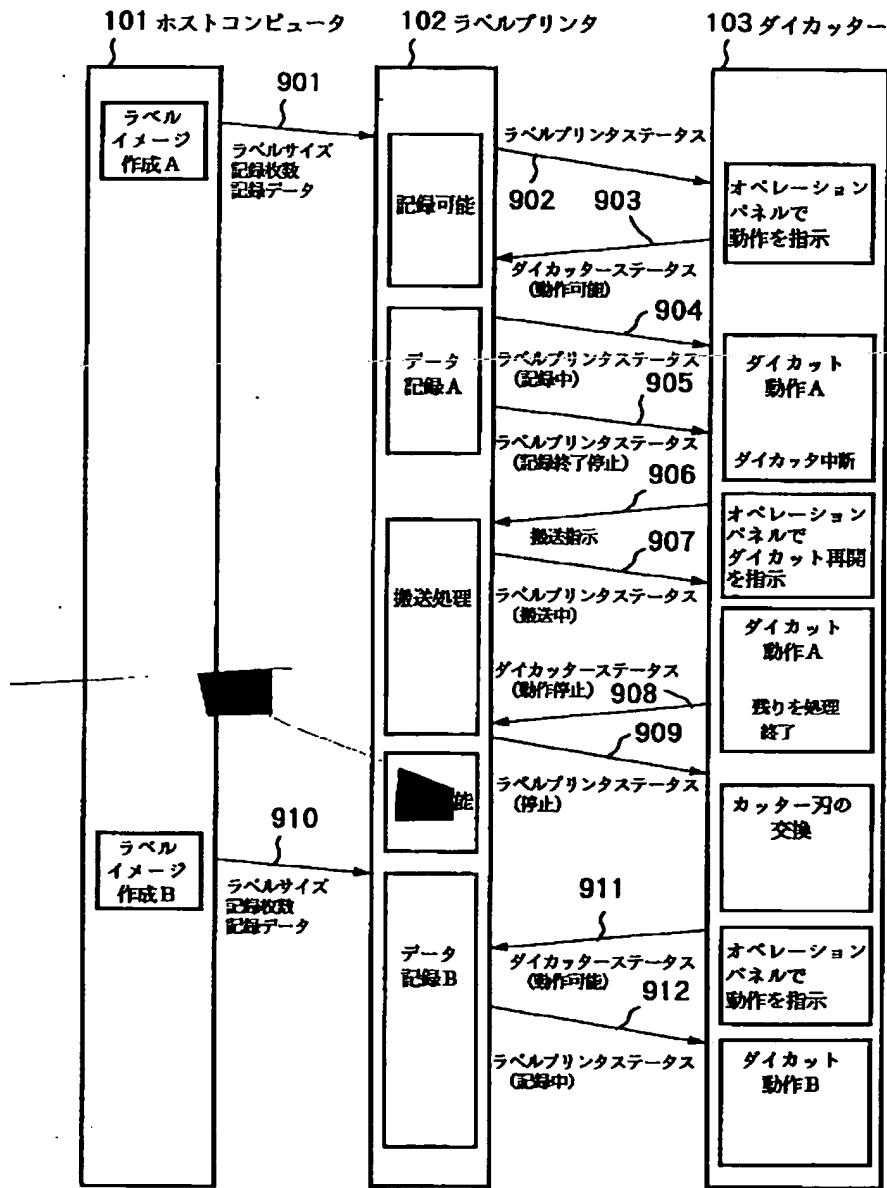 101 ホストコンピュータ
102 ラベルプリンタ
103 ダイカッター
ラベル
イメージ
作成A
901
ラベルサイズ
記録枚数
記録データ
記録可能
ラベルプリンタステータス
902
903
オペレーション
パネルで
動作を指示
ダイカッターステータス
(動作可能)
904
データ
記録A
ラベルプリンタステータス
(記録中)
905
ダイカット
動作A
ダイカッタ中断
ラベルプリンタステータス
(記録終了停止)
906
搬送指示
907
オペレーション
パネルで
ダイカット再開
を指示
搬送処理
ラベルプリンタステータス
(搬送中)
ダイカット
動作A
残りを処理
終了
ダイカッターステータス
(動作停止)
908
909
能
ラベルプリンタステータス
(停止)
カッター刃の
交換
ラベル
イメージ
作成B
910
ラベルサイズ
記録枚数
記録データ
データ
記録B
911
ダイカッターステータス
(動作可能)
912
オペレーション
パネルで
動作を指示
ラベルプリンタステータス
(記録中)
ダイカット
動作B